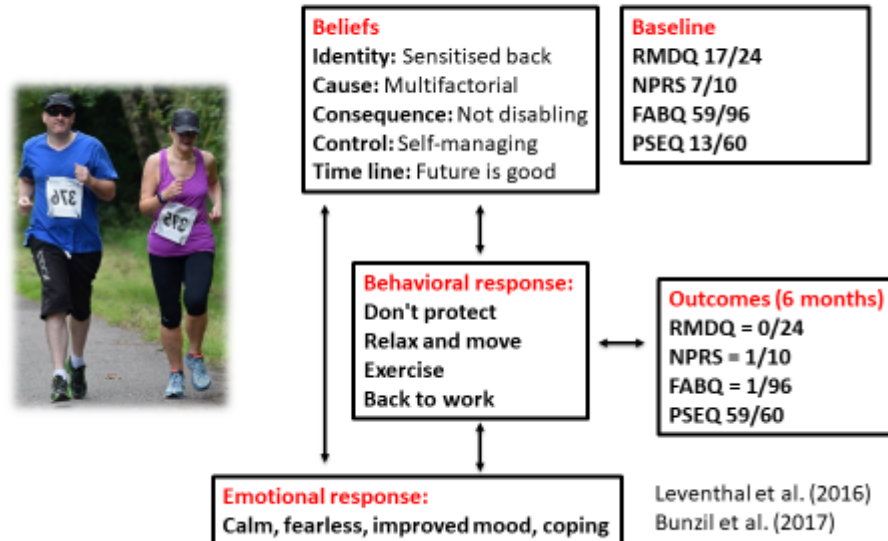 Beliefs
Identity: Sensitised back
Cause: Multifactorial
Consequence: Not disabling
Control: Self-managing
Time line: Future is good
Baseline
RMDQ 17/24
NPRS 7/10
FABQ 59/96
PSEQ 13/60
376
375
Behavioral response:
Don't protect
Relax and move
Exercise
Back to work
Outcomes (6 months)
RMDQ = 0/24
NPRS = 1/10
FABQ = 1/96
PSEQ 59/60
Emotional response:
Calm, fearless, improved mood, coping
Leventhal et al. (2016)
Bunzil et al. (2017)